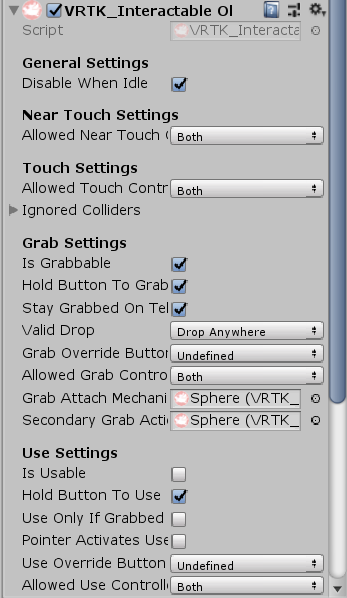 VRTK_Interactable Ol
Script VRTK_Interacta
General Settings
Disable When Idle
Near Touch Settings
Allowed Near Touch ( Both
Touch Settings
Allowed Touch Contr Both
Ignored Colliders
Grab Settings
Is Grabbable
Hold Button To Grab
Stay Grabbed On Tel
Valid Drop Drop Anywhere
Grab Override Button Undefined
Allowed Grab Contro Both
Grab Attach Mechani Sphere (VRTK_
Secondary Grab Acti Sphere (VRTK_
Use Settings
Is Usable
Hold Button To Use
Use Only If Grabbed
Pointer Activates Use
Use Override Button Undefined
Allowed Use Controll Both